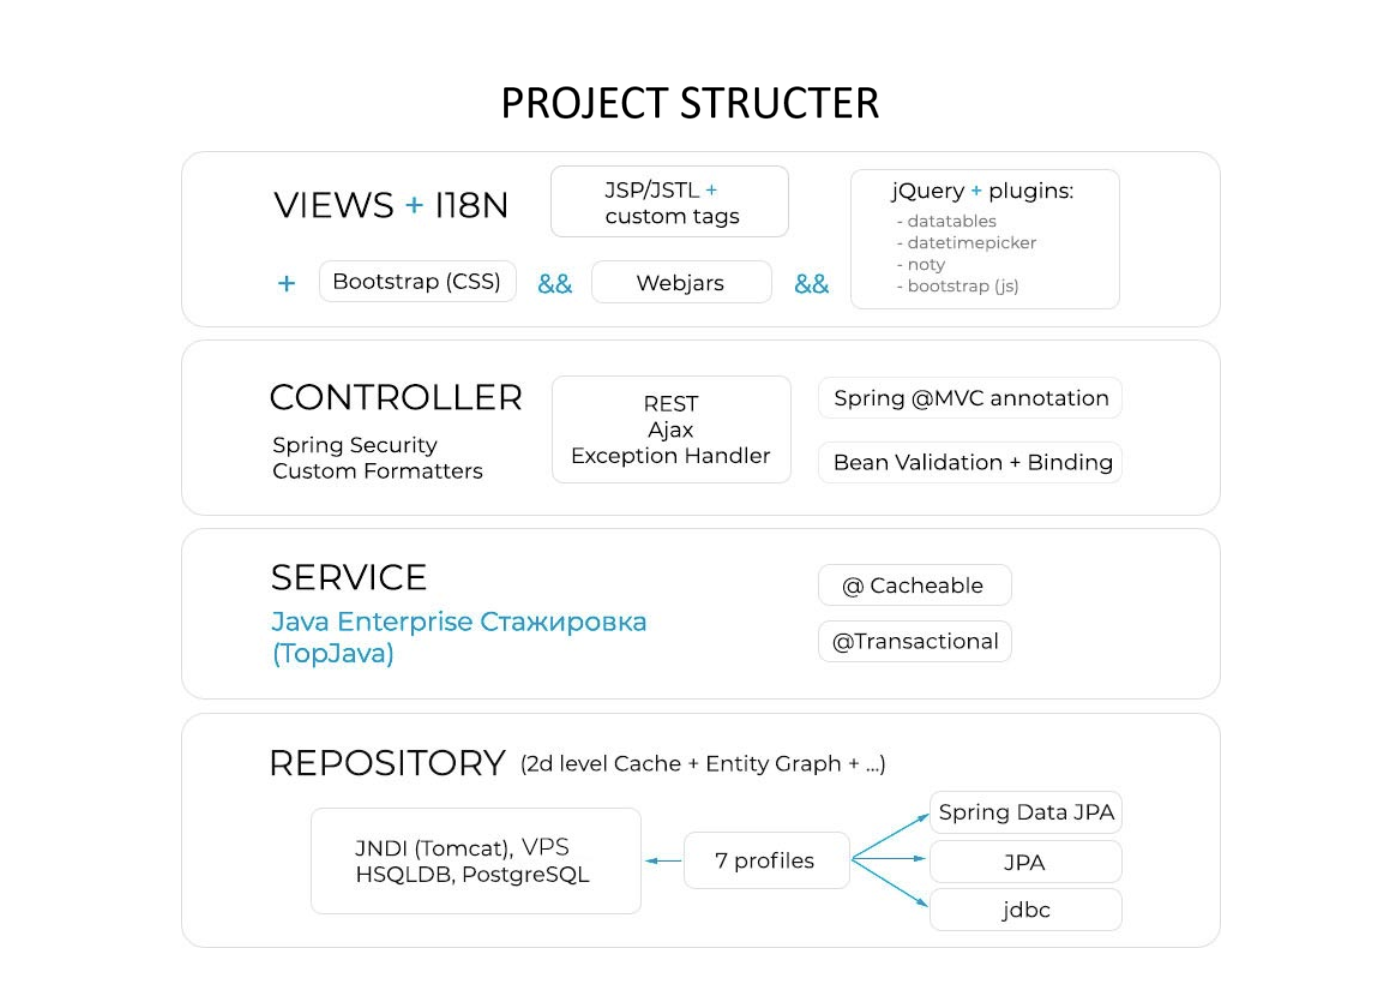 PROJECT STRUCTER
VIEWS + I18N
JSP/JSTL +
custom tags
jQuery + plugins:
- datatables
- datetimepicker
- noty
- bootstrap (js)
+ Bootstrap (CSS) && Webjars &&
CONTROLLER
Spring Security
Custom Formatters
REST
Ajax
Exception Handler
Spring @MVC annotation
Bean Validation + Binding
SERVICE
Java Enterprise Стажировка
(TopJava)
@ Cacheable
@Transactional
REPOSITORY (2d level Cache + Entity Graph + ...)
JNDI (Tomcat), VPS
HSQLDB, PostgreSQL
7 profiles
Spring Data JPA
JPA
jdbc